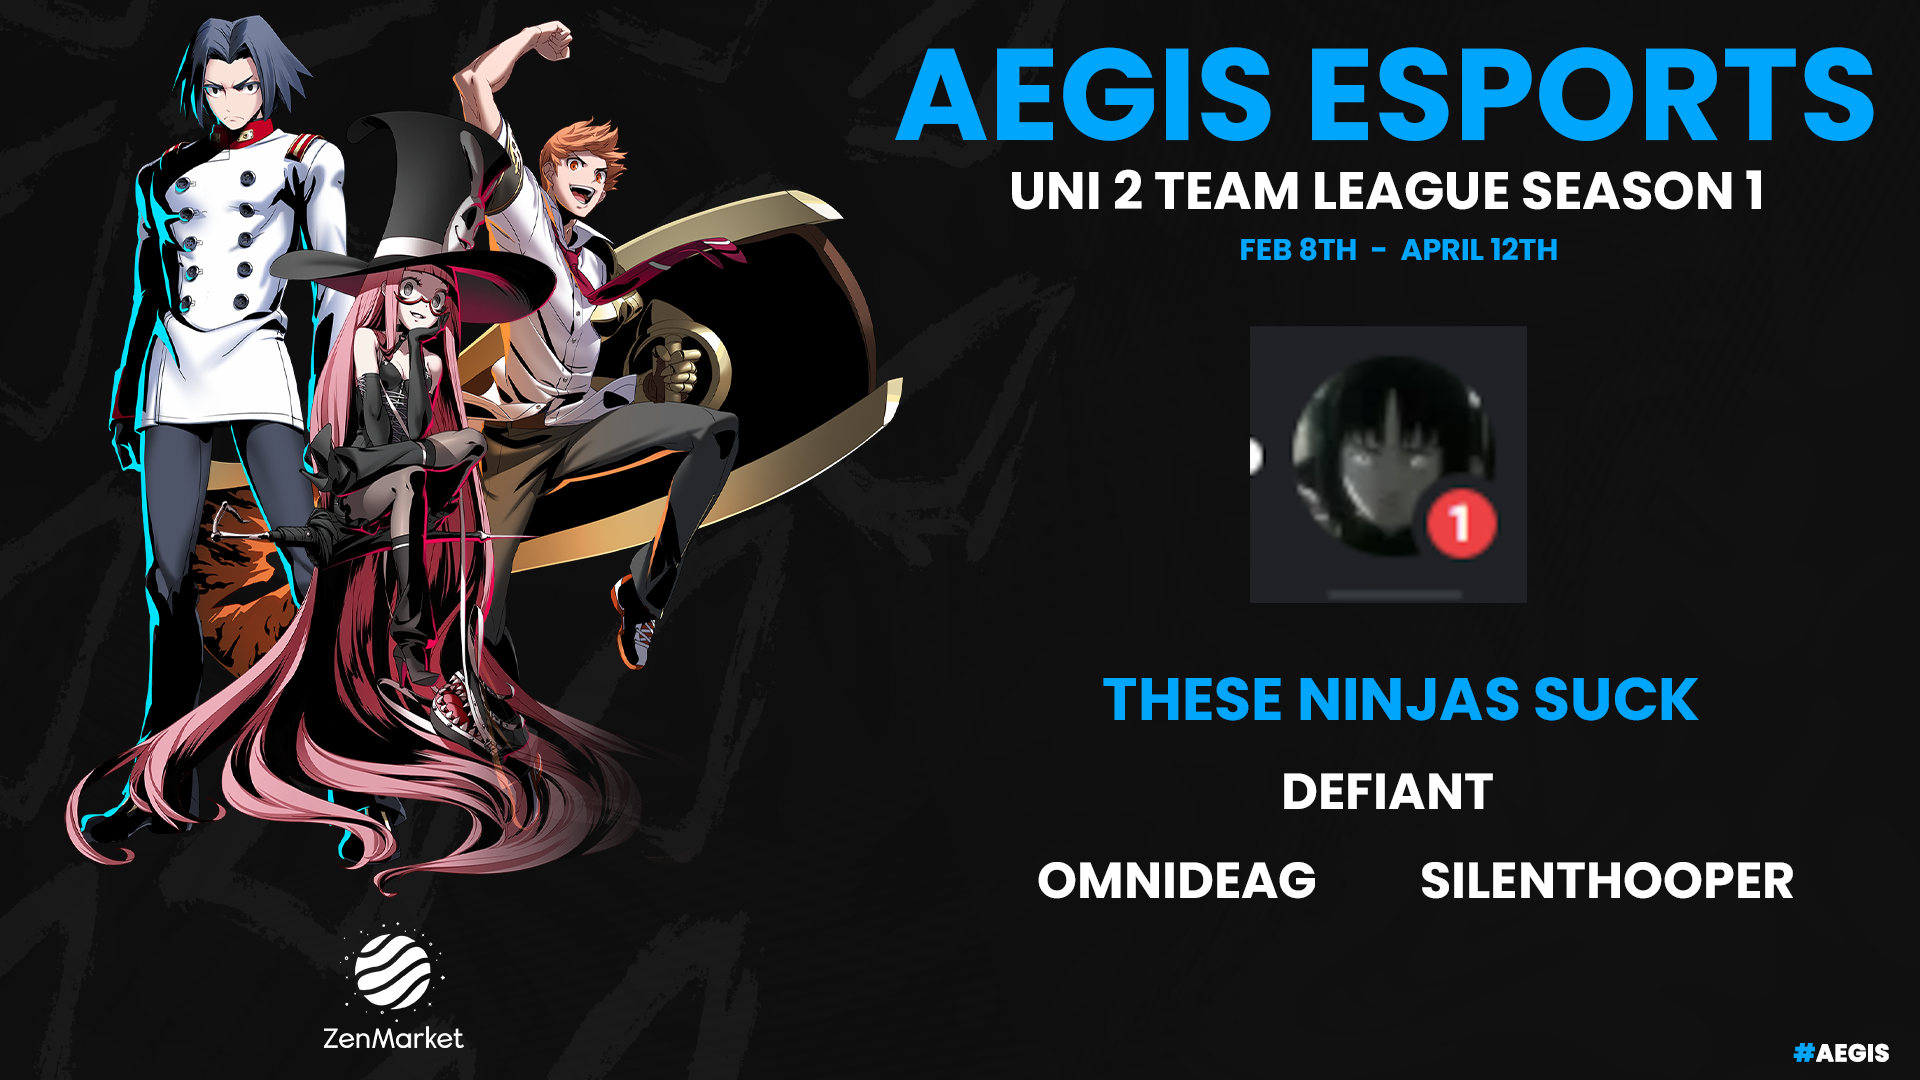 AEGIS ESPORTS
UNI 2 TEAM LEAGUE SEASON 1
FEB 8TH - APRIL 12TH
1
THESE NINJAS SUCK
DEFIANT
OMNIDEAG SILENTHOOPER
ZenMarket
#AEGIS